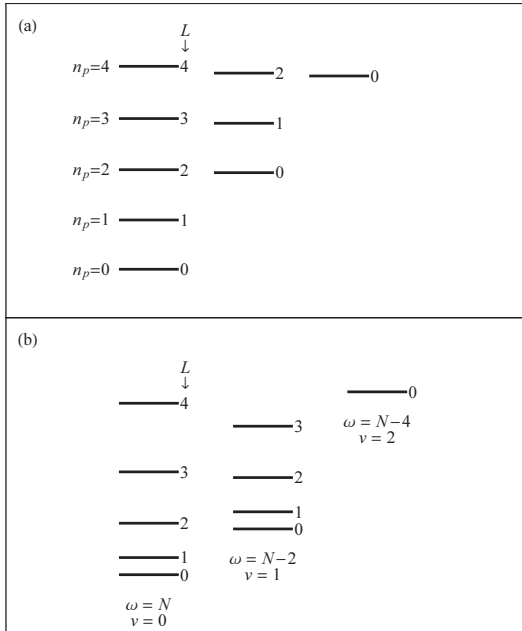 (a)
L
↓
n_p=4 4 2 0
n_p=3 3 1
n_p=2 2 0
n_p=1 1
n_p=0 0
(b)
L
↓
4 0
3
ω = N−4
v = 2
3 2
2 1
1 0
0
ω = N−2
v = 1
ω = N
v = 0